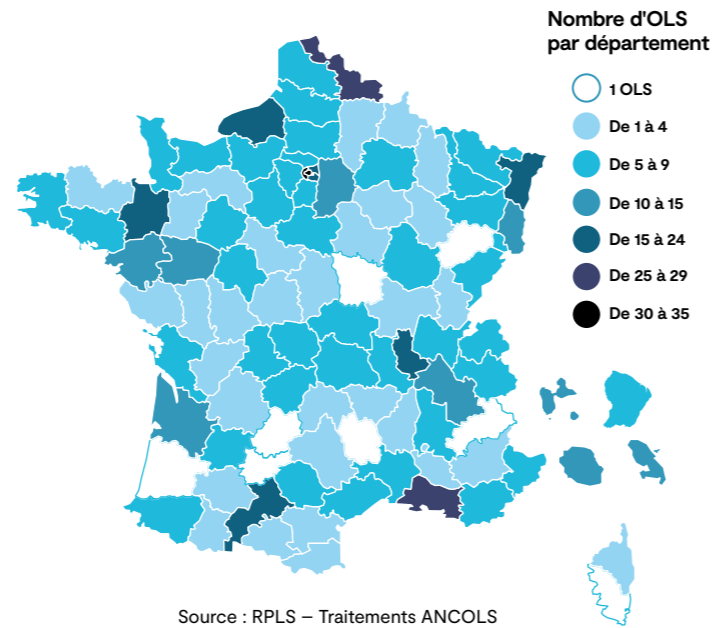 Nombre d'OLS
par département
1 OLS
De 1 à 4
De 5 à 9
De 10 à 15
De 15 à 24
De 25 à 29
De 30 à 35
Source : RPLS – Traitements ANCOLS